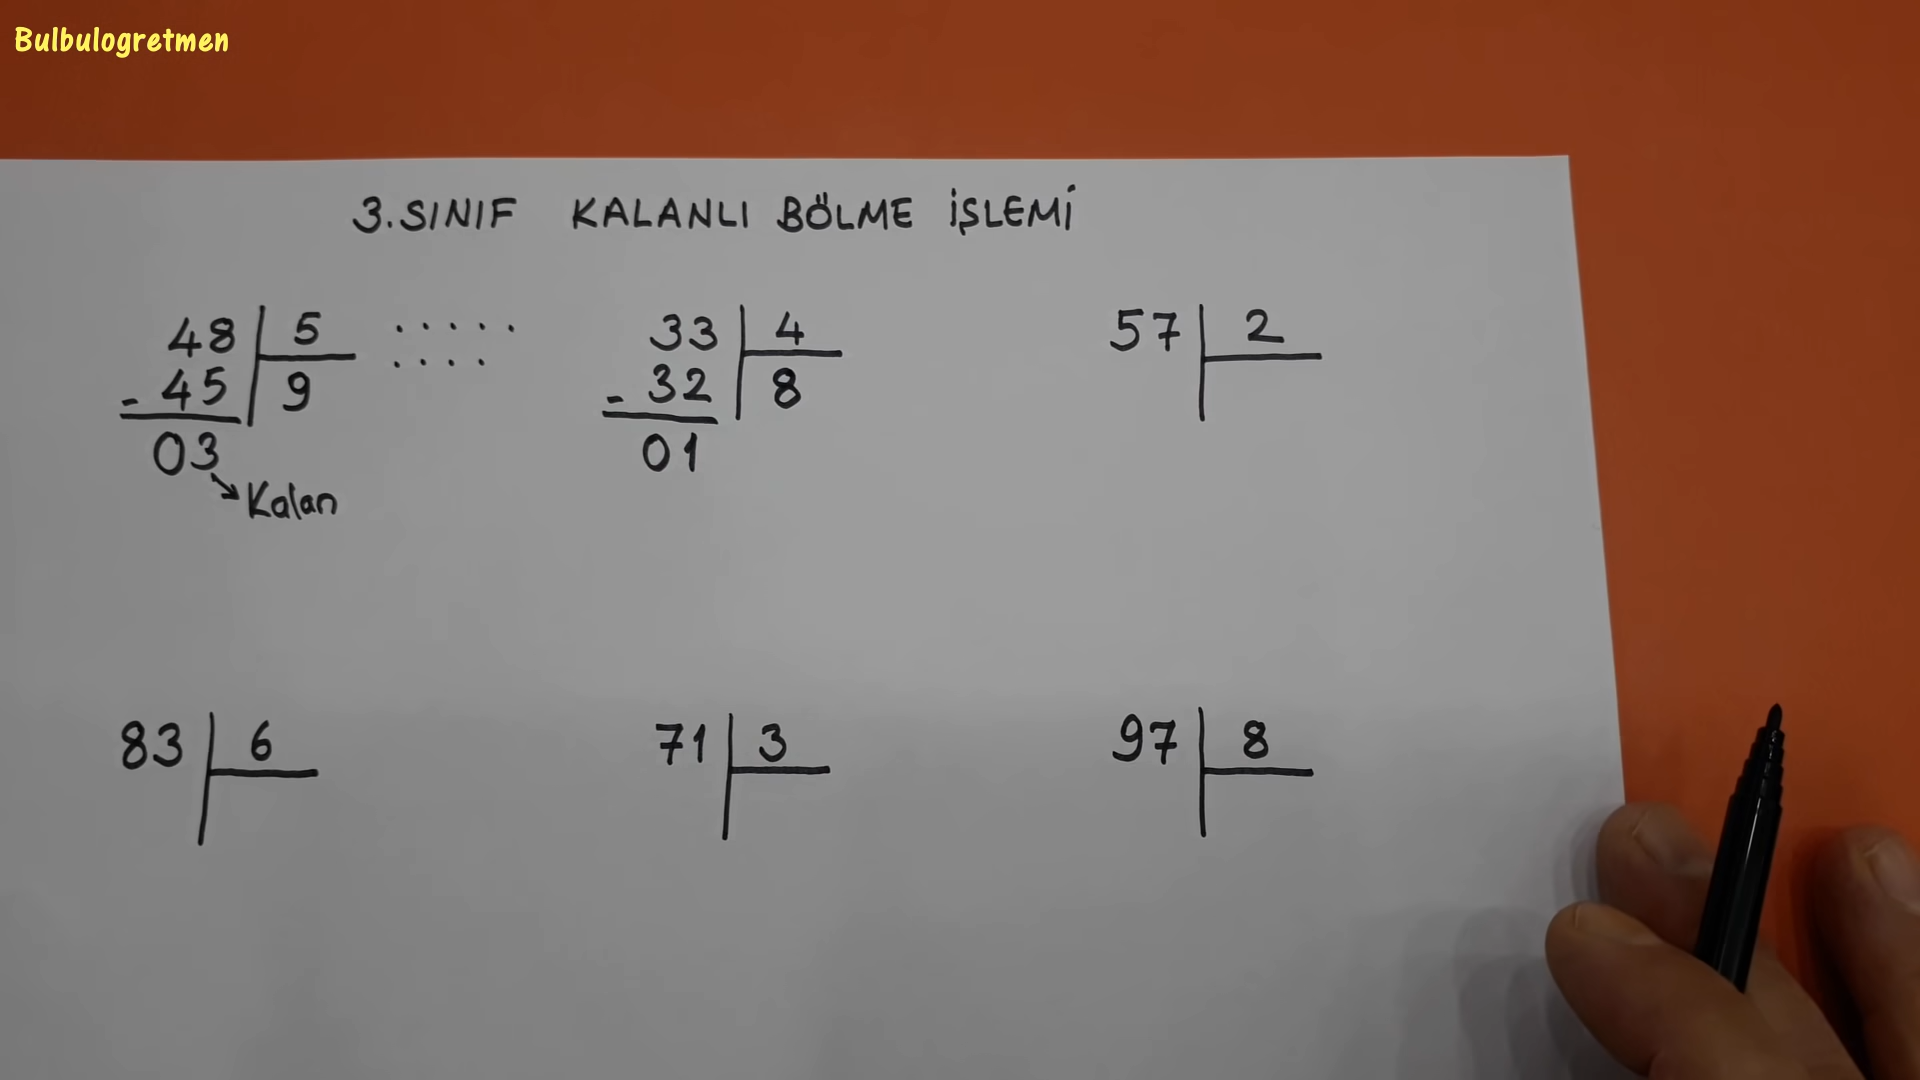 Bulbulogretmen
3.SINIF KALANLI BÖLME İŞLEMİ
48 5
- 45 9
03
Kalan
33 4
- 32 8
01
57 2
83 6
71 3
97 8